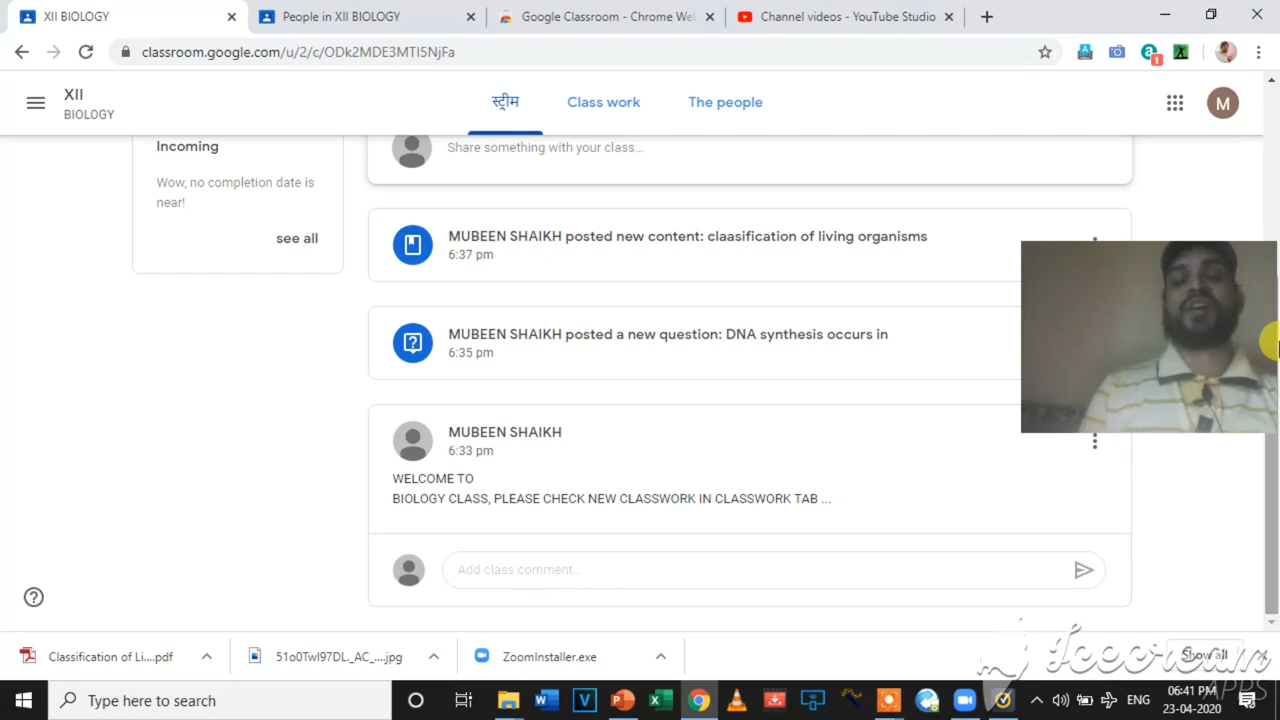 XII BIOLOGY
People in XII BIOLOGY
Google Classroom - Chrome We
Channel videos - YouTube Studio
classroom.google.com/u/2/c/ODk2MDE3MTI5NjFa
1
XII
BIOLOGY
स्ट्रीम
Class work
The people
M
Incoming
Wow, no completion date is
near!
see all
Share something with your class...
MUBEEN SHAIKH posted new content: claasification of living organisms
6:37 pm
MUBEEN SHAIKH posted a new question: DNA synthesis occurs in
6:35 pm
MUBEEN SHAIKH
6:33 pm
WELCOME TO
BIOLOGY CLASS, PLEASE CHECK NEW CLASSWORK IN CLASSWORK TAB ...
Add class comment...
Classification of Li....pdf
51o0TwI97DL._AC_....jpg
ZoomInstaller.exe
Show all
Icecream
APPS
Type here to search
ENG
06:41 PM
23-04-2020